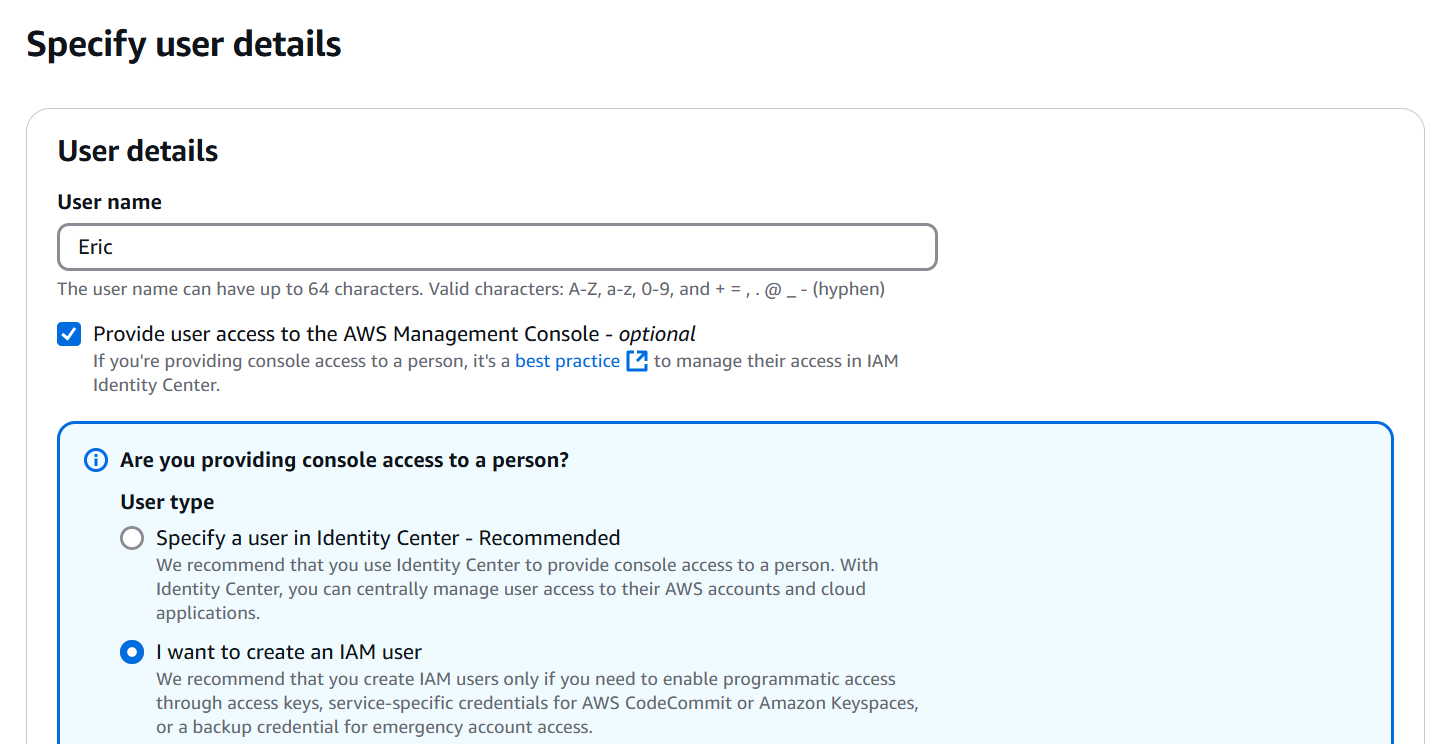 Specify user details
User details
User name
Eric
The user name can have up to 64 characters. Valid characters: A-Z, a-z, 0-9, and + = , . @ _ - (hyphen)
Provide user access to the AWS Management Console - optional
If you're providing console access to a person, it's a best practice to manage their access in IAM
Identity Center.
Are you providing console access to a person?
User type
Specify a user in Identity Center - Recommended
We recommend that you use Identity Center to provide console access to a person. With
Identity Center, you can centrally manage user access to their AWS accounts and cloud
applications.
I want to create an IAM user
We recommend that you create IAM users only if you need to enable programmatic access
through access keys, service-specific credentials for AWS CodeCommit or Amazon Keyspaces,
or a backup credential for emergency account access.